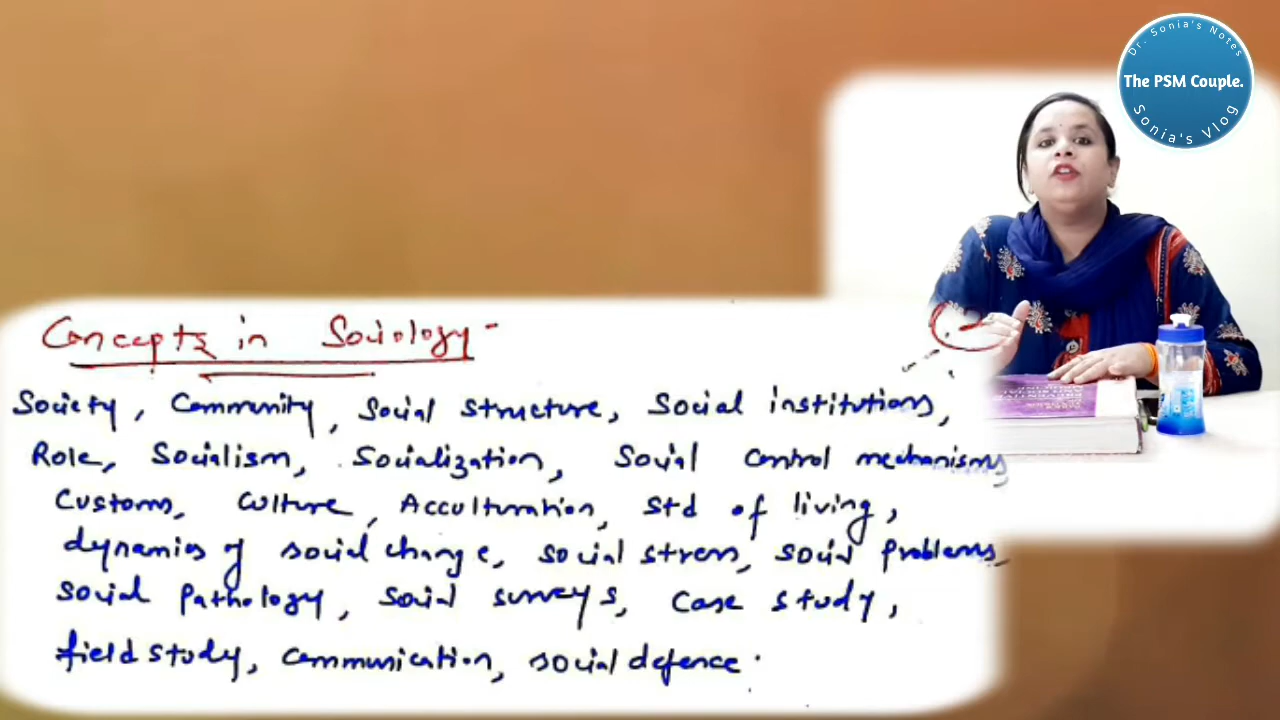 Dr. Sonia's Notes
The PSM Couple.
Sonia's Vlog
Concepts in Sociology -
Society, Community, Social structure, Social institutions,
Role, Socialism, Socialization, Social Control mechanisms,
Customs, Culture, Acculturation, Std of living,
dynamics of social change, social stress, social problems,
social Pathology, social surveys, Case study,
field study, communication, social defence.